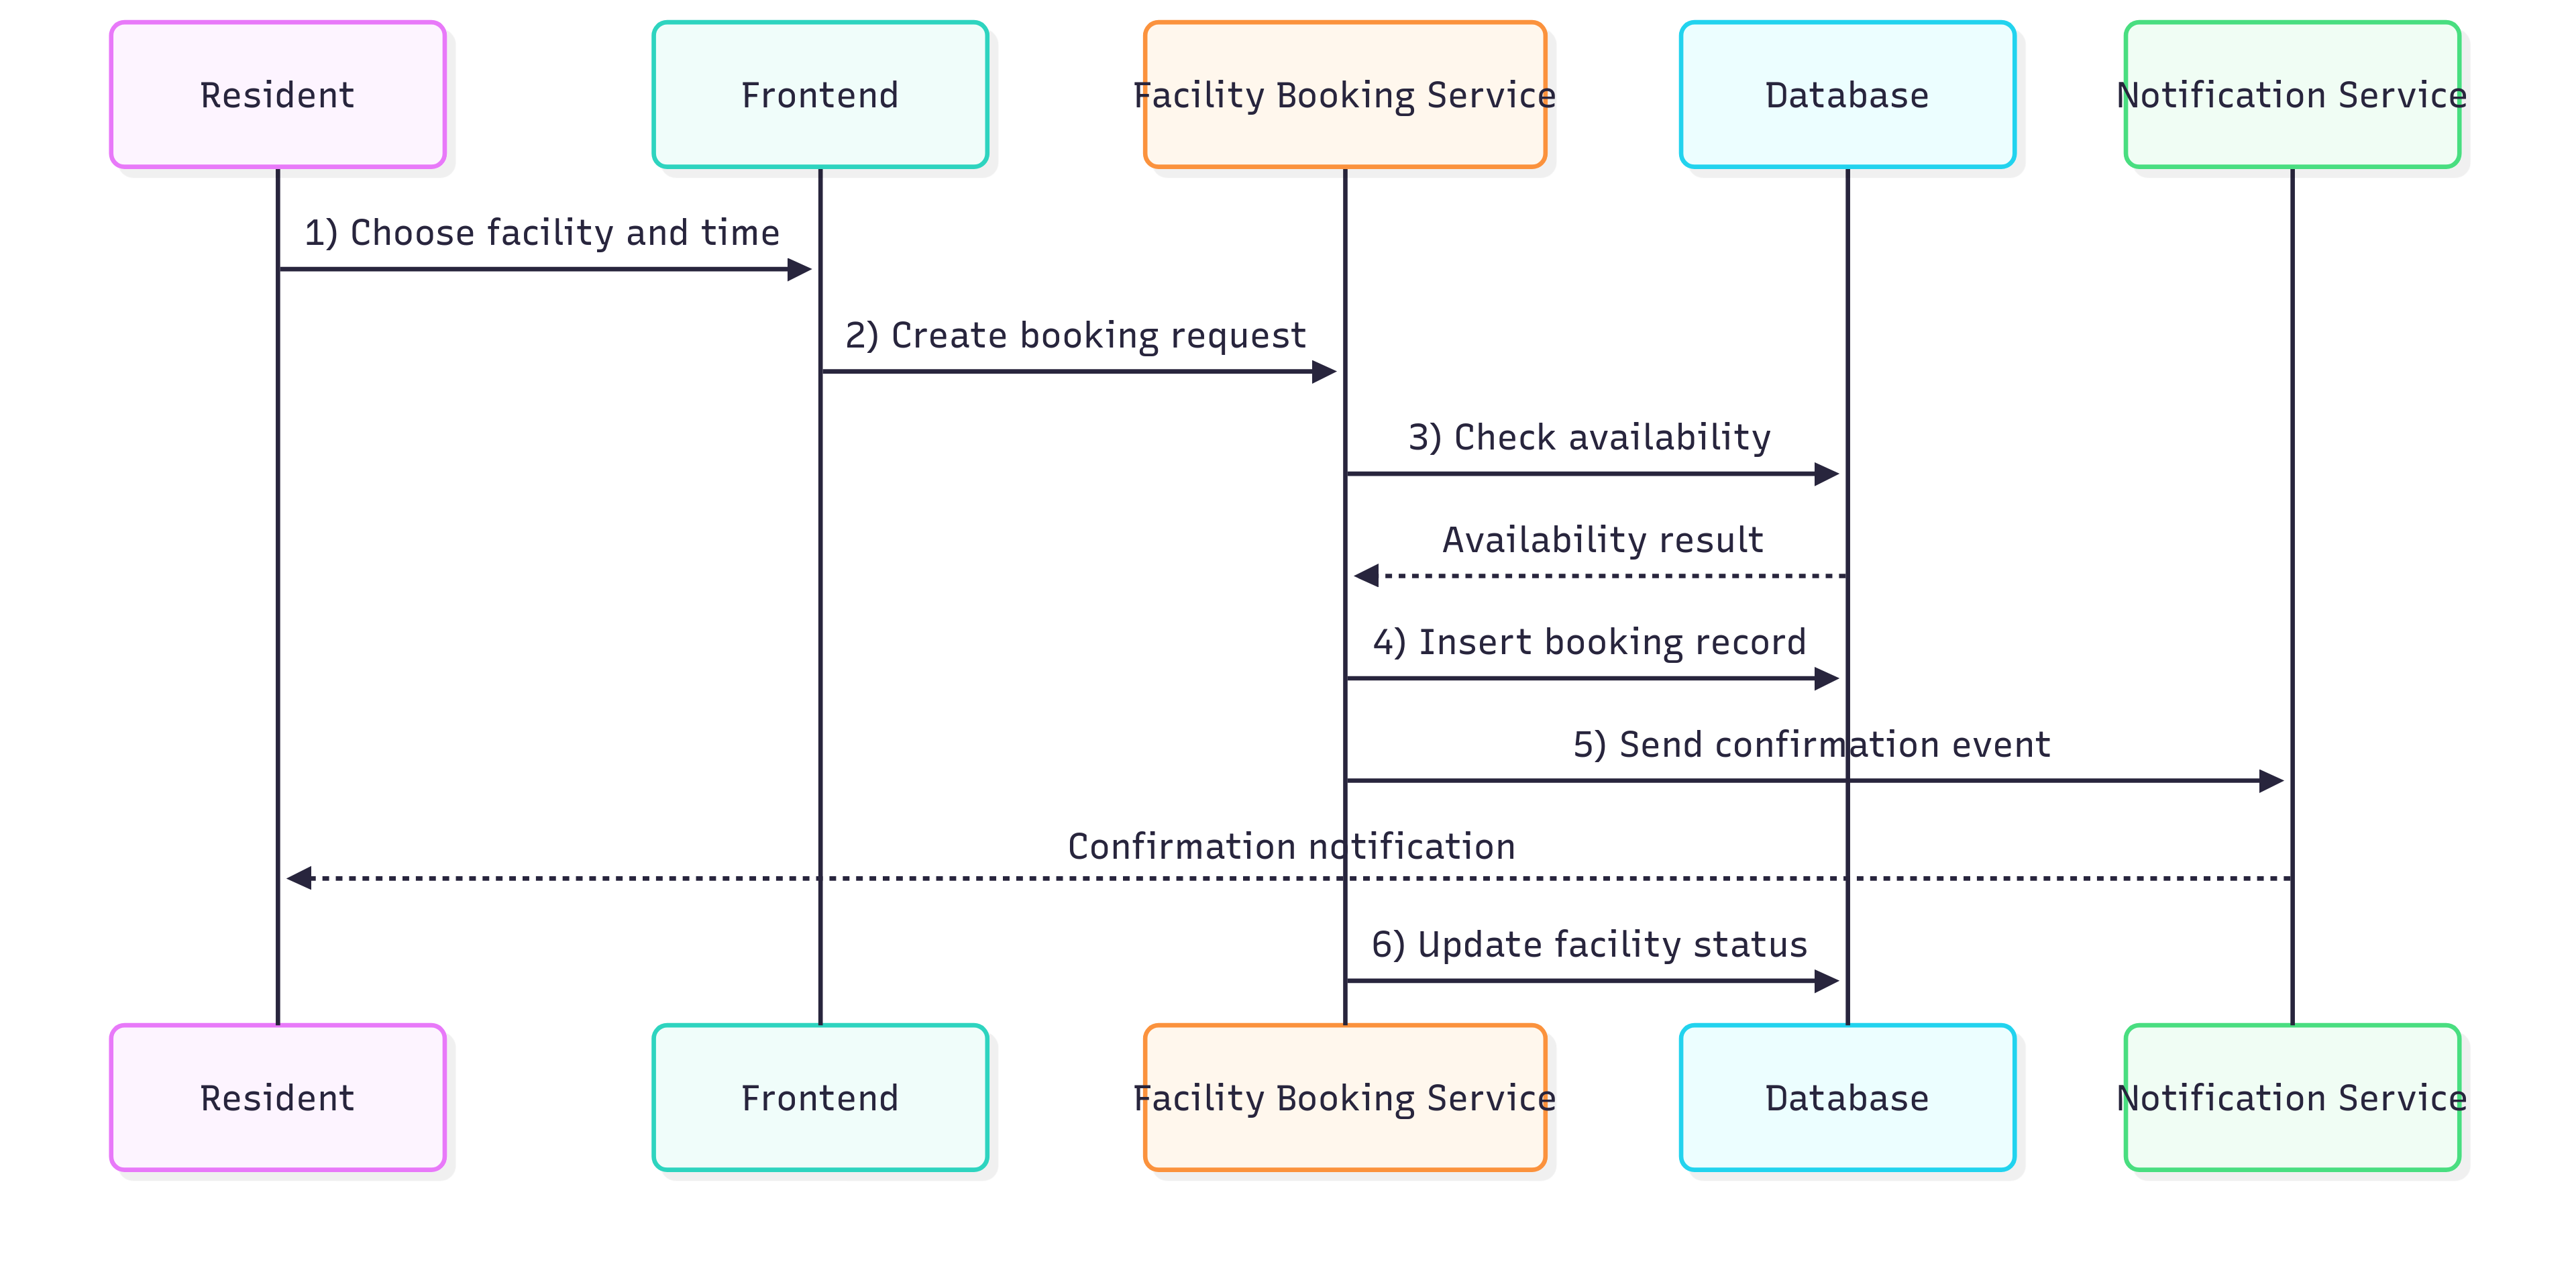 Resident
Frontend
Facility Booking Service
Database
Notification Service
1) Choose facility and time
2) Create booking request
3) Check availability
Availability result
4) Insert booking record
5) Send confirmation event
Confirmation notification
6) Update facility status
Resident
Frontend
Facility Booking Service
Database
Notification Service